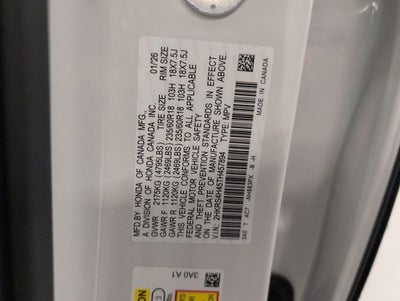 MFD. BY HONDA OF CANADA MFG.,
A DIVISION OF HONDA CANADA INC. 01/26
GVWR 2175KG (4795LBS) TIRE SIZE RIM SIZE
GAWR F 1120KG (2469LBS) 235/60R18 103H 18X7.5J
GAWR R 1120KG (2469LBS) 235/60R18 103H 18X7.5J
THIS VEHICLE CONFORMS TO ALL APPLICABLE
FEDERAL MOTOR VEHICLE SAFETY
THEFT PREVENTION STANDARDS IN EFFECT
ON THE DATE OF MANUFACTURE SHOWN ABOVE.
TYPE: MPV
MADE IN CANADA
3A0 A1
3